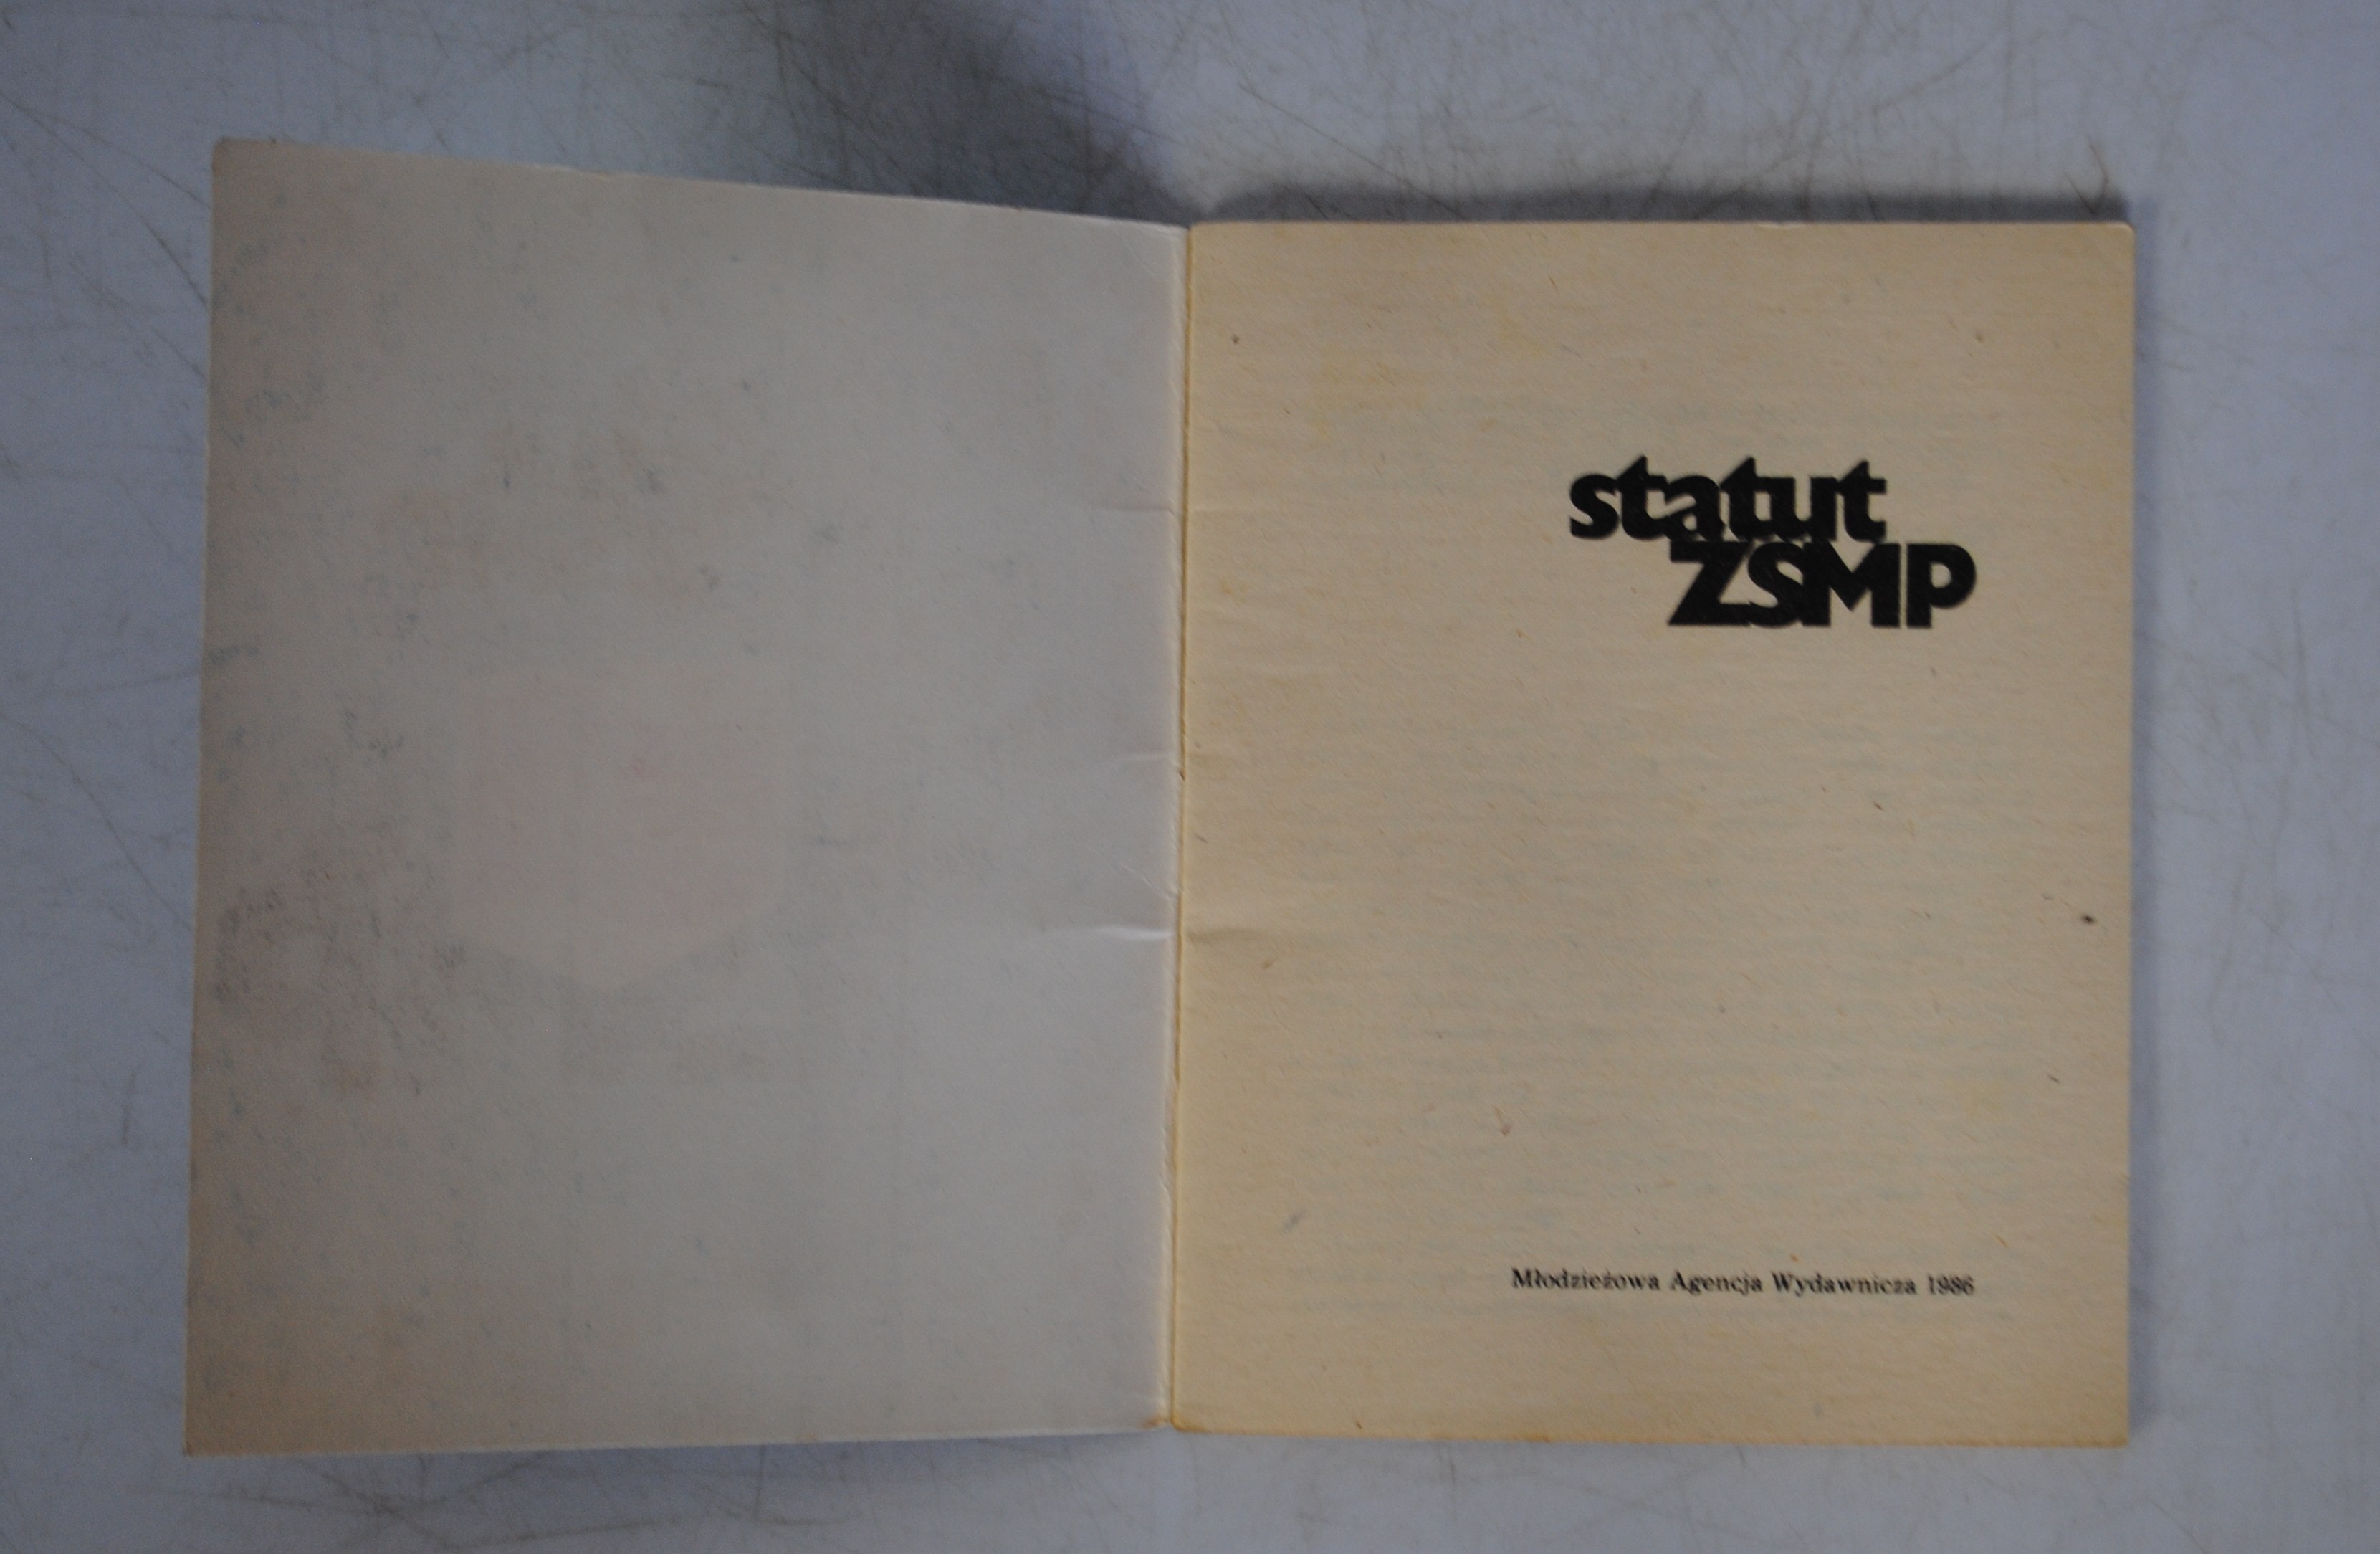 statut
ZSMP
Młodzieżowa Agencja Wydawnicza 1986